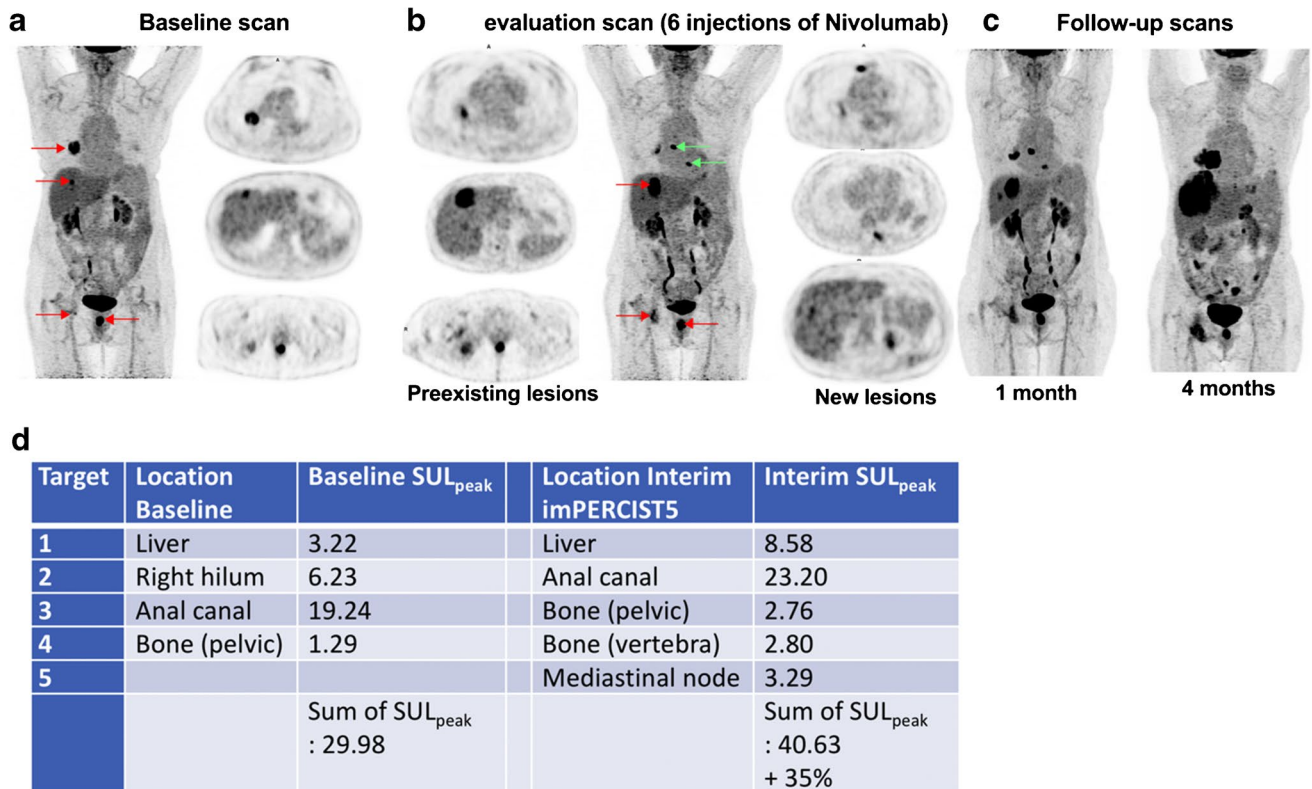 a Baseline scan
b evaluation scan (6 injections of Nivolumab)
c Follow-up scans
Preexisting lesions
New lesions
1 month
4 months
d
Target Location Baseline Baseline SULpeak Location Interim imPERCIST5 Interim SULpeak
1 Liver 3.22 Liver 8.58
2 Right hilum 6.23 Anal canal 23.20
3 Anal canal 19.24 Bone (pelvic) 2.76
4 Bone (pelvic) 1.29 Bone (vertebra) 2.80
5 Mediastinal node 3.29
Sum of SULpeak : 29.98 Sum of SULpeak : 40.63 + 35%